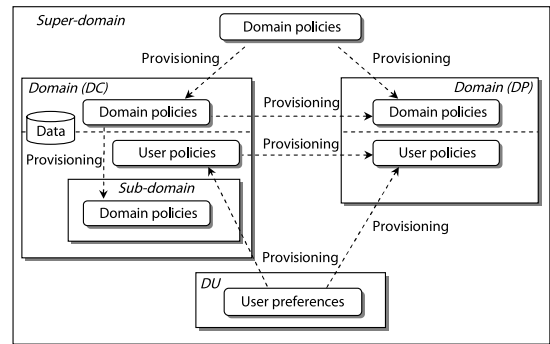 Super-domain
Domain policies
Provisioning
Provisioning
Domain (DC)
Domain (DP)
Domain policies
Provisioning
Domain policies
Data
Provisioning
User policies
Provisioning
User policies
Sub-domain
Domain policies
Provisioning
Provisioning
DU
User preferences